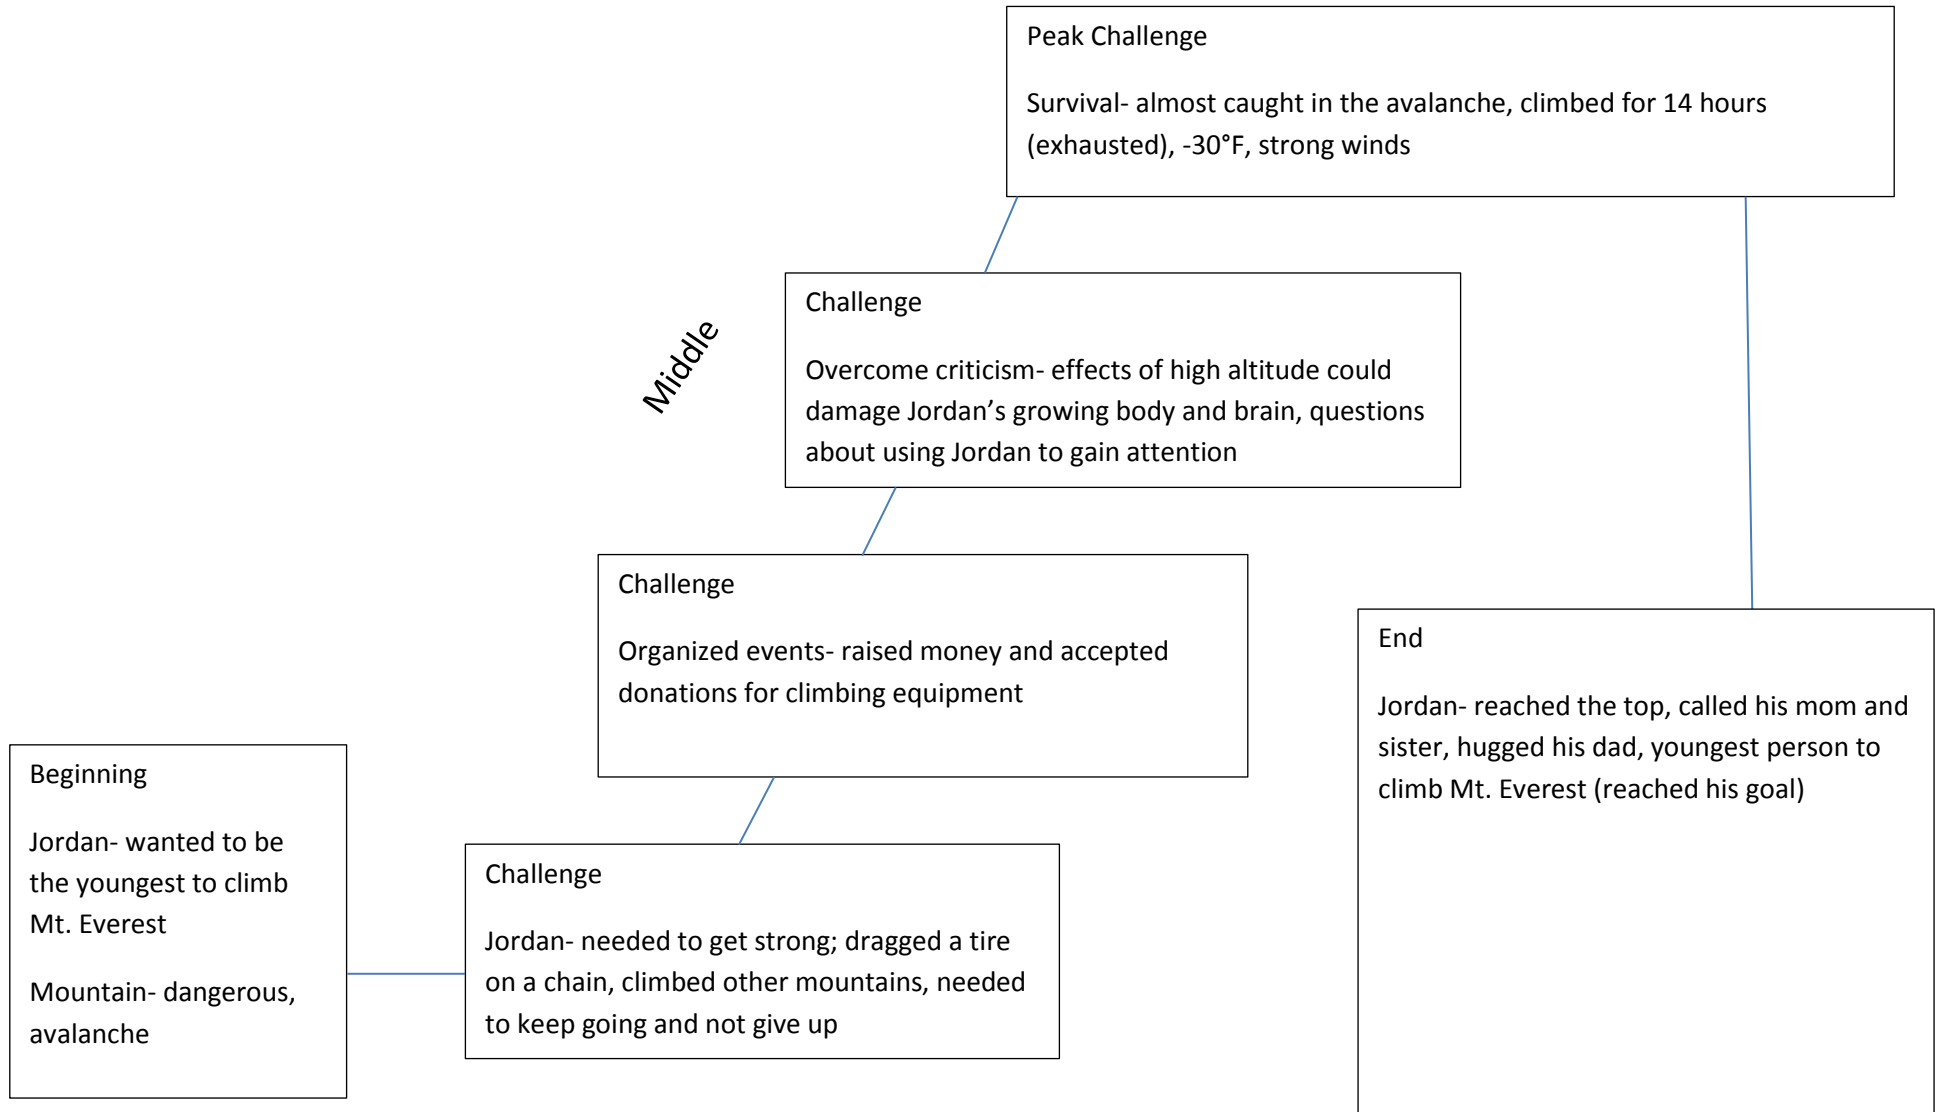 Peak Challenge
Survival- almost caught in the avalanche, climbed for 14 hours
(exhausted), -30°F, strong winds
Middle
Challenge
Overcome criticism- effects of high altitude could
damage Jordan’s growing body and brain, questions
about using Jordan to gain attention
Challenge
Organized events- raised money and accepted
donations for climbing equipment
End
Jordan- reached the top, called his mom and
sister, hugged his dad, youngest person to
climb Mt. Everest (reached his goal)
Beginning
Jordan- wanted to be
the youngest to climb
Mt. Everest
Mountain- dangerous,
avalanche
Challenge
Jordan- needed to get strong; dragged a tire
on a chain, climbed other mountains, needed
to keep going and not give up